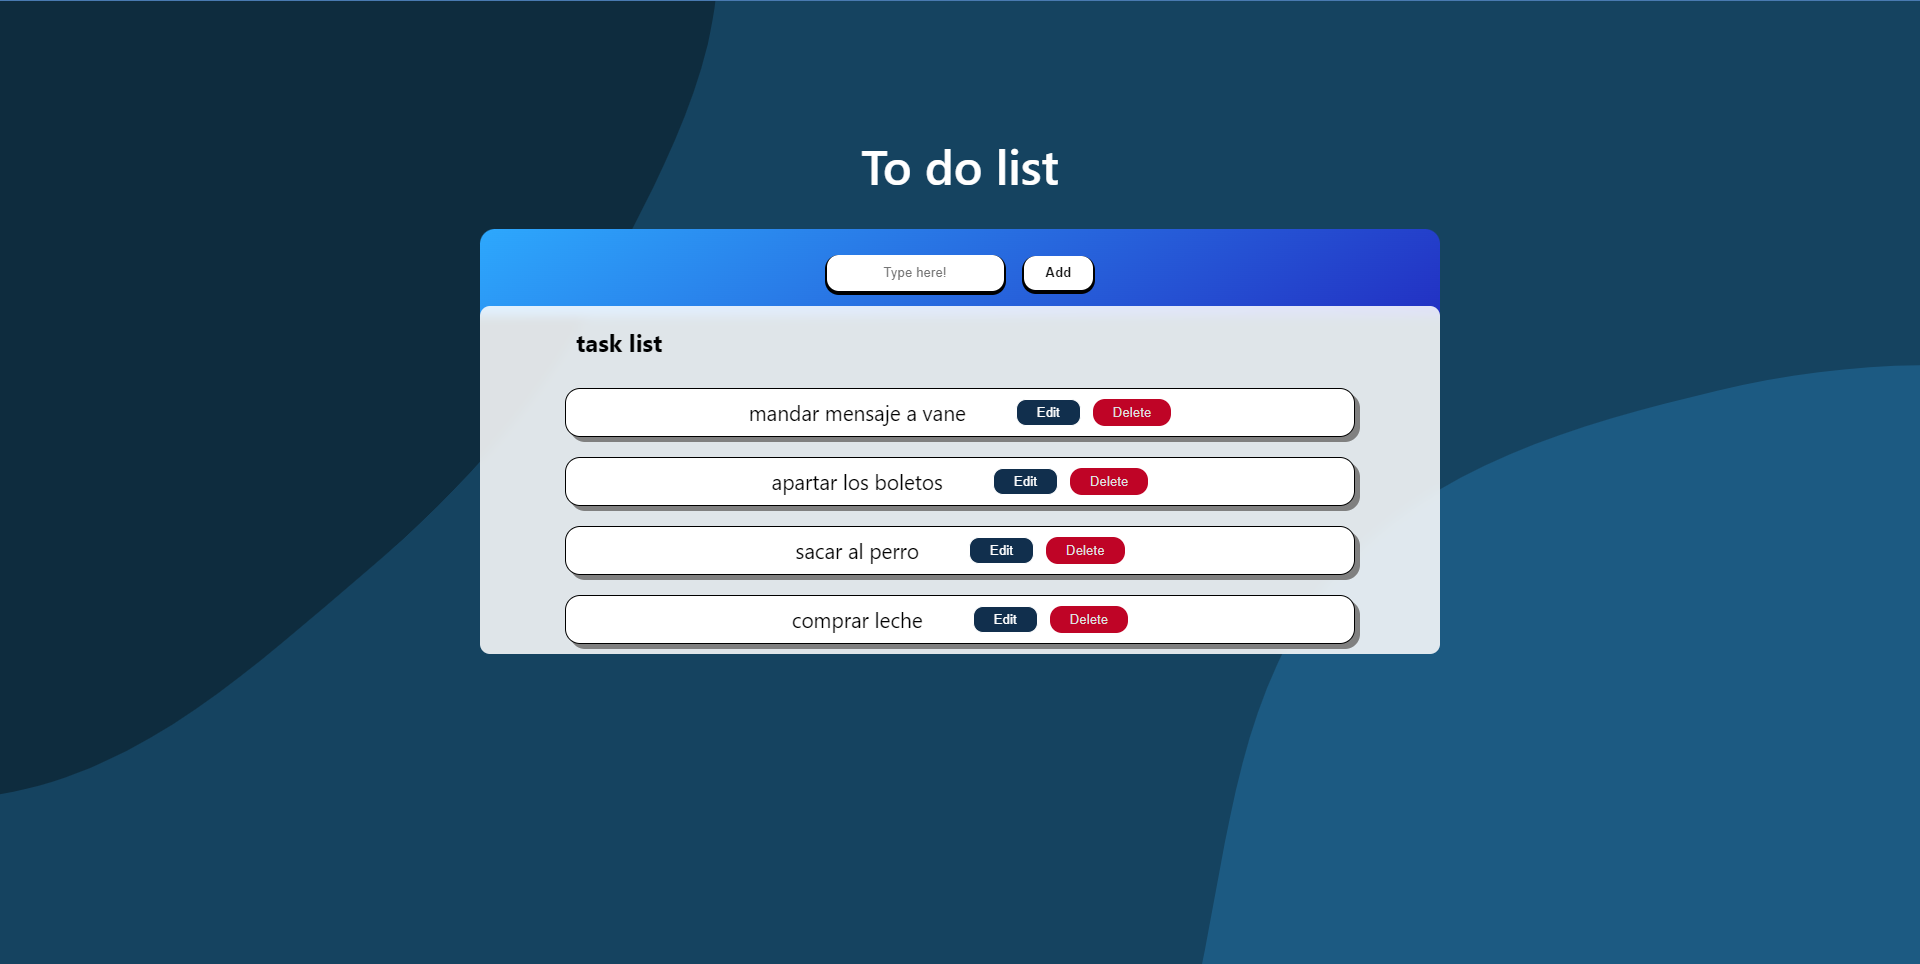 To do list
Type here! Add
task list
mandar mensaje a vane Edit Delete
apartar los boletos Edit Delete
sacar al perro Edit Delete
comprar leche Edit Delete